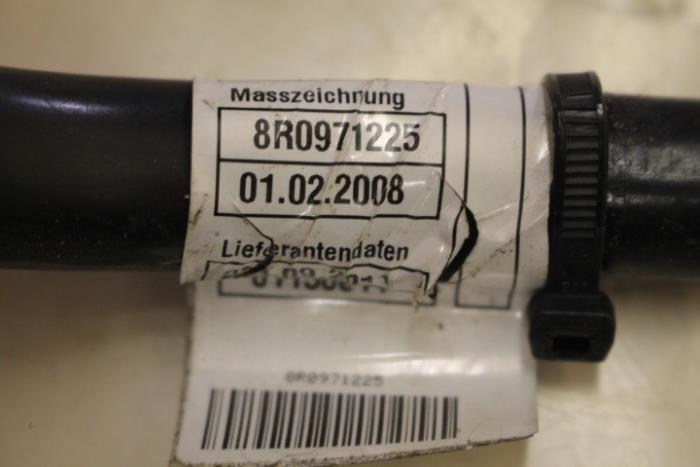 Masszeichnung
8R0971225
01.02.2008
Lieferantendaten
8R0971225